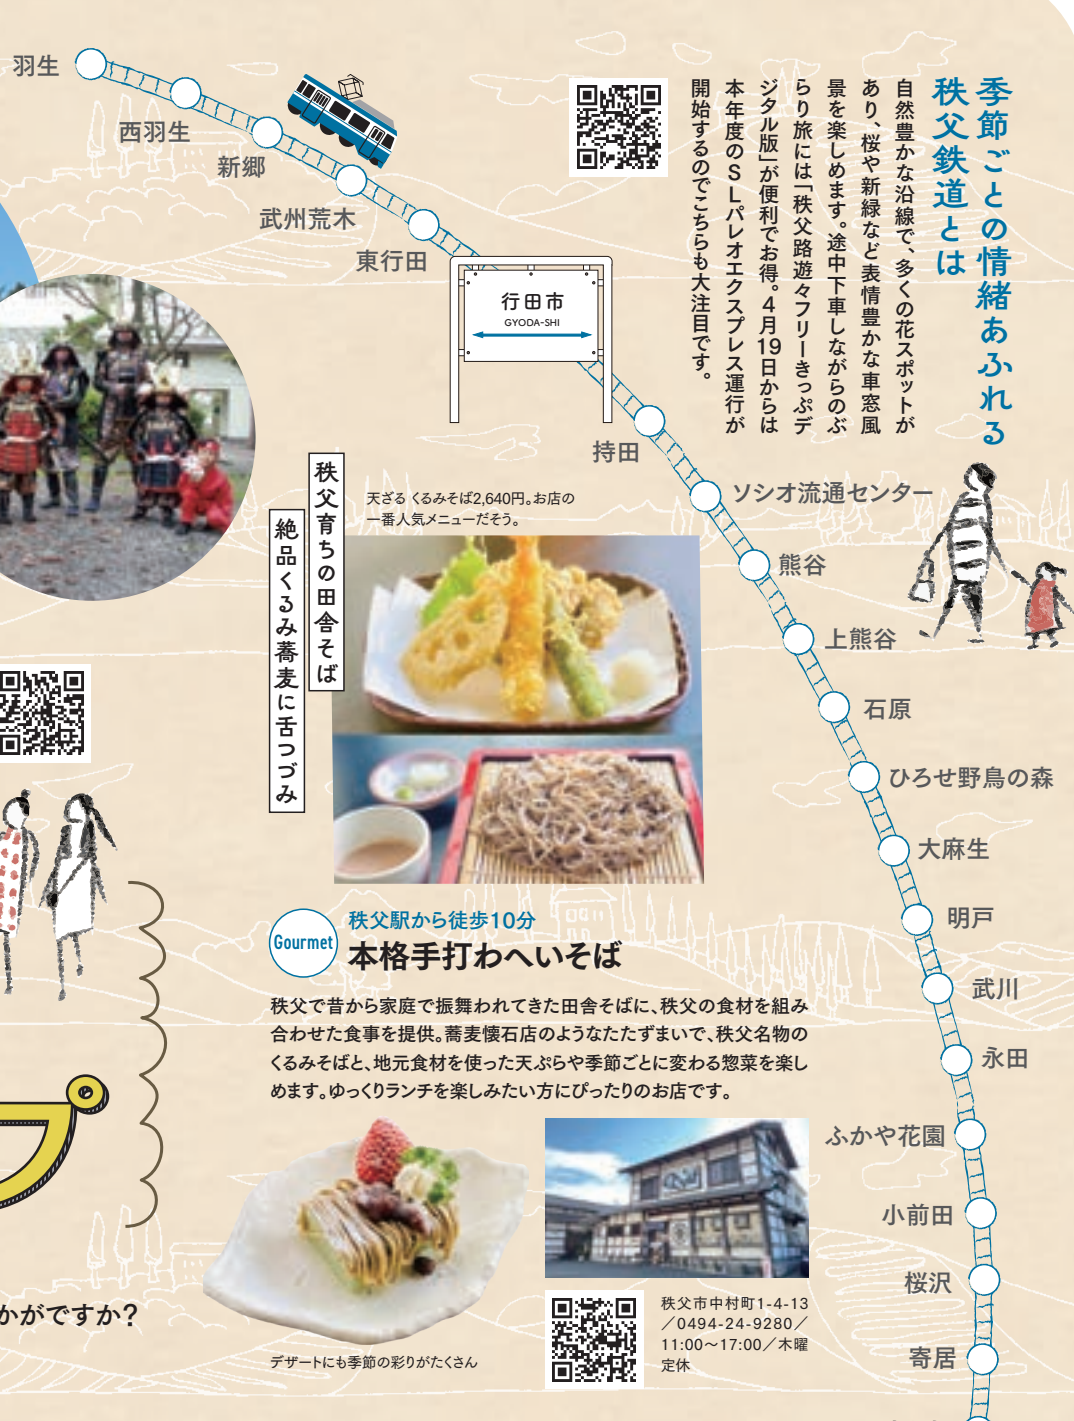 季節ごとの情緒あふれる
秩父鉄道とは
自然豊かな沿線で、多くの花スポットが
あり、桜や新緑など表情豊かな車窓風
景を楽しめます。途中下車しながらのぶ
らり旅には「秩父路遊々フリーきっぷデ
ジタル版」が便利でお得。4月19日からは
本年度のSLパレオエクスプレス運行が
開始するのでこちらも大注目です。
羽生
西羽生
新郷
武州荒木
東行田
行田市
GYODA-SHI
持田
ソシオ流通センター
熊谷
上熊谷
石原
ひろせ野鳥の森
大麻生
明戸
武川
永田
ふかや花園
小前田
桜沢
寄居
秩父育ちの田舎そば
絶品くるみ蕎麦に舌つづみ
天ざる くるみそば2,640円。お店の
一番人気メニューだそう。
Gourmet
秩父駅から徒歩10分
本格手打わへいそば
秩父で昔から家庭で振舞われてきた田舎そばに、秩父の食材を組み
合わせた食事を提供。蕎麦懐石店のようなたたずまいで、秩父名物の
くるみそばと、地元食材を使った天ぷらや季節ごとに変わる惣菜を楽し
めます。ゆっくりランチを楽しみたい方にぴったりのお店です。
デザートにも季節の彩りがたくさん
秩父市中村町1-4-13
／0494-24-9280／
11:00〜17:00／木曜
定休
プ
かがですか?